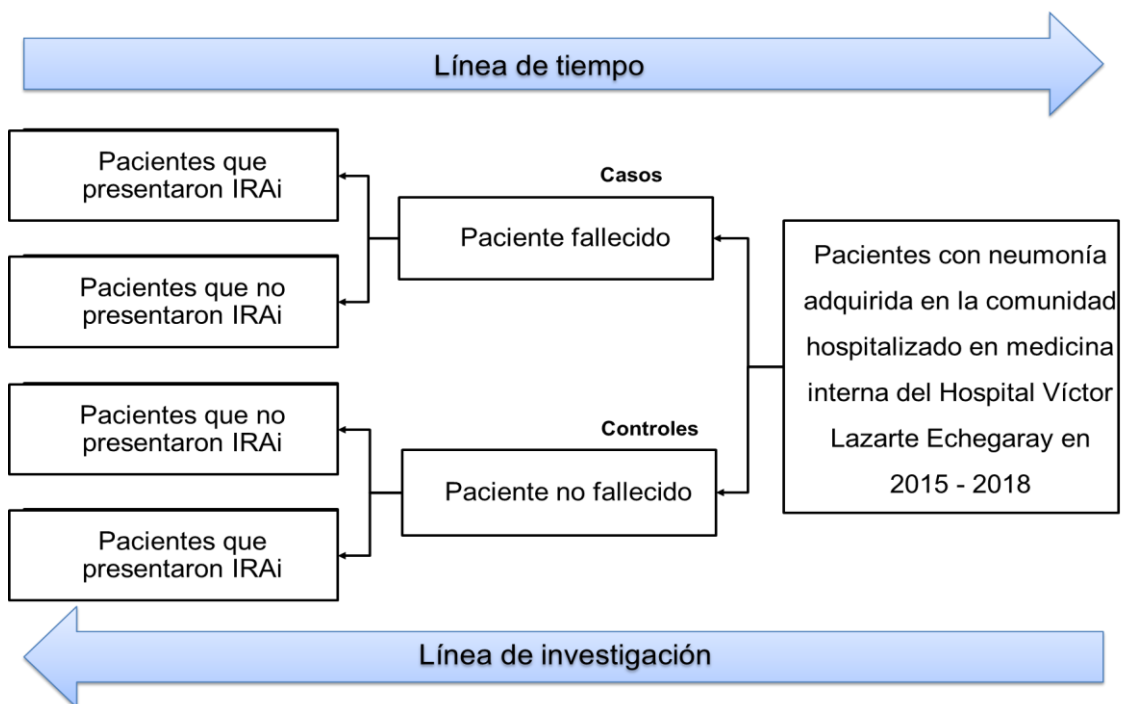 Línea de tiempo
Pacientes que
presentaron IRAi
Pacientes que no
presentaron IRAi
Pacientes que no
presentaron IRAi
Pacientes que
presentaron IRAi
Casos
Paciente fallecido
Controles
Paciente no fallecido
Pacientes con neumonía
adquirida en la comunidad
hospitalizado en medicina
interna del Hospital Víctor
Lazarte Echegaray en
2015 - 2018
Línea de investigación